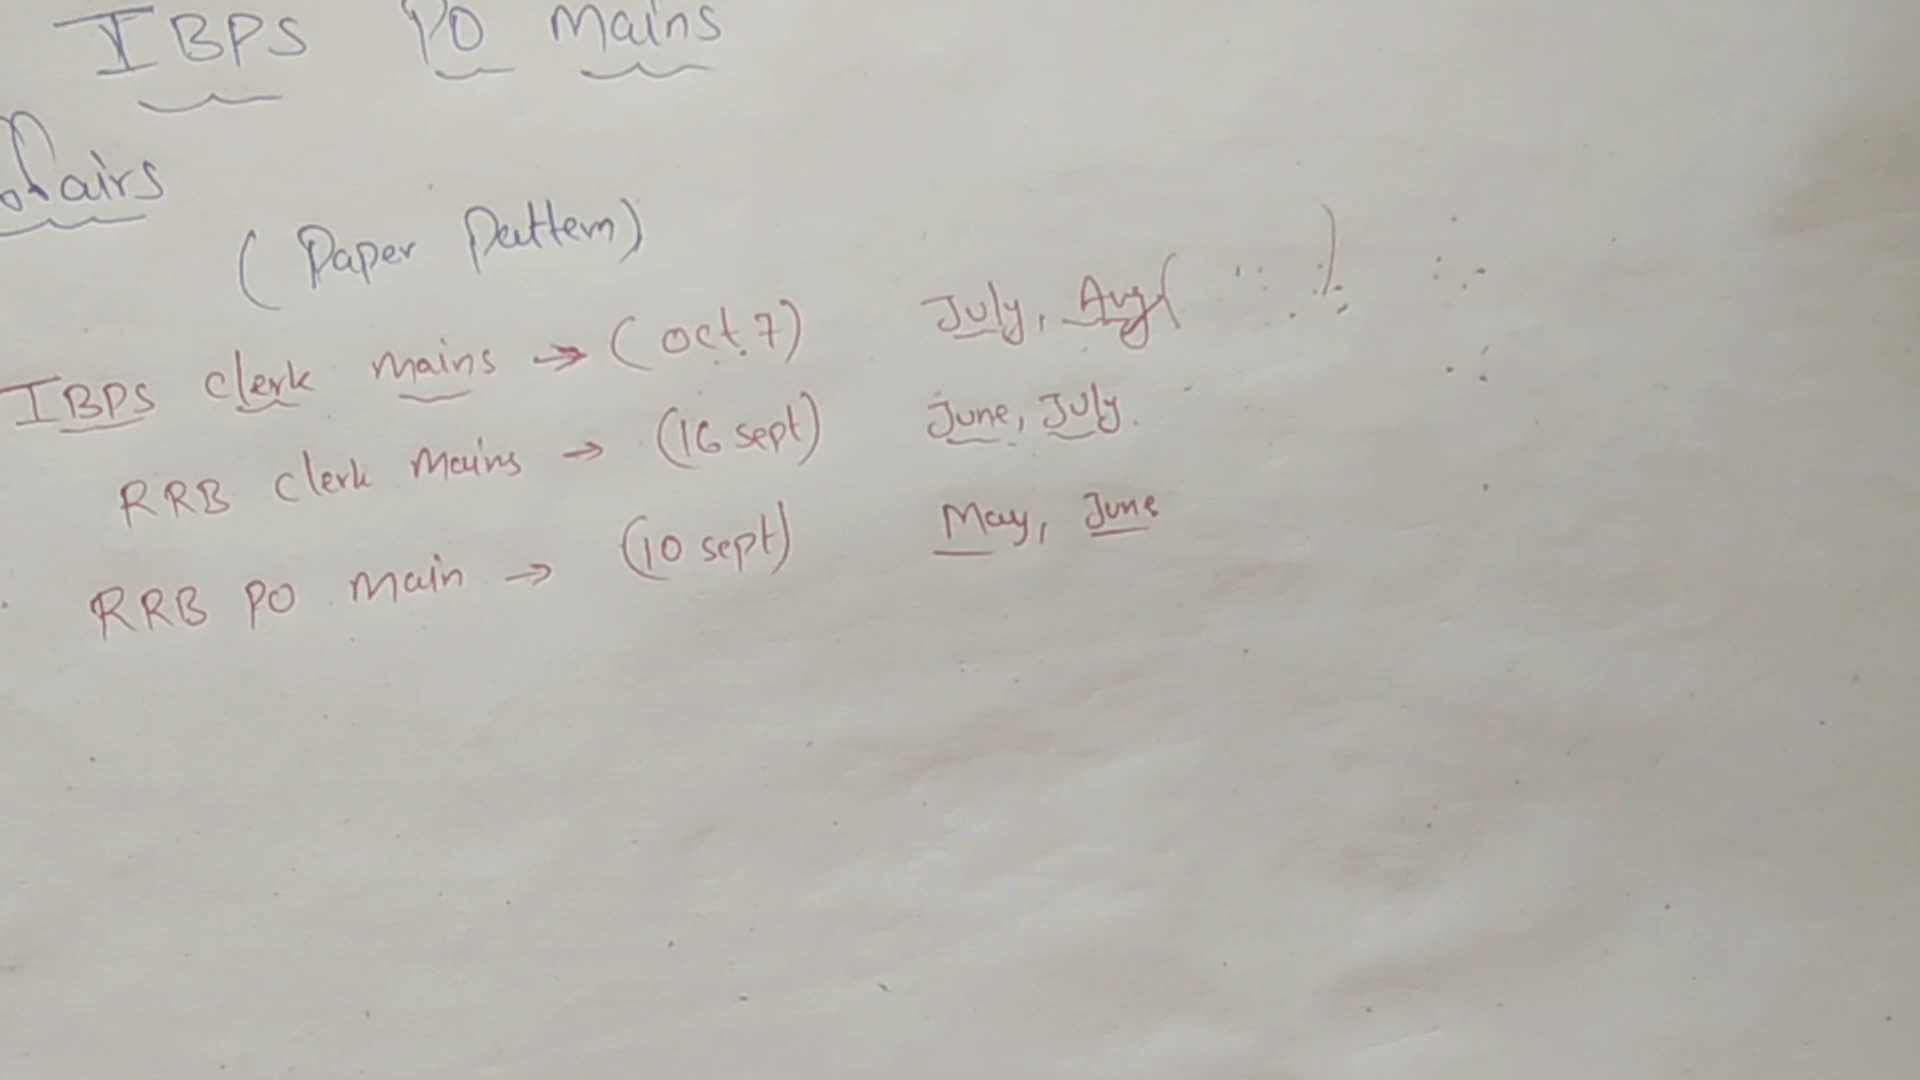 IBPS PO Mains
ffairs
(Paper Pattern)
IBPS clerk mains → (oct.7) July, Aug( )
RRB clerk Mains → (16 sept) June, July.
RRB PO main → (10 sept) May, June